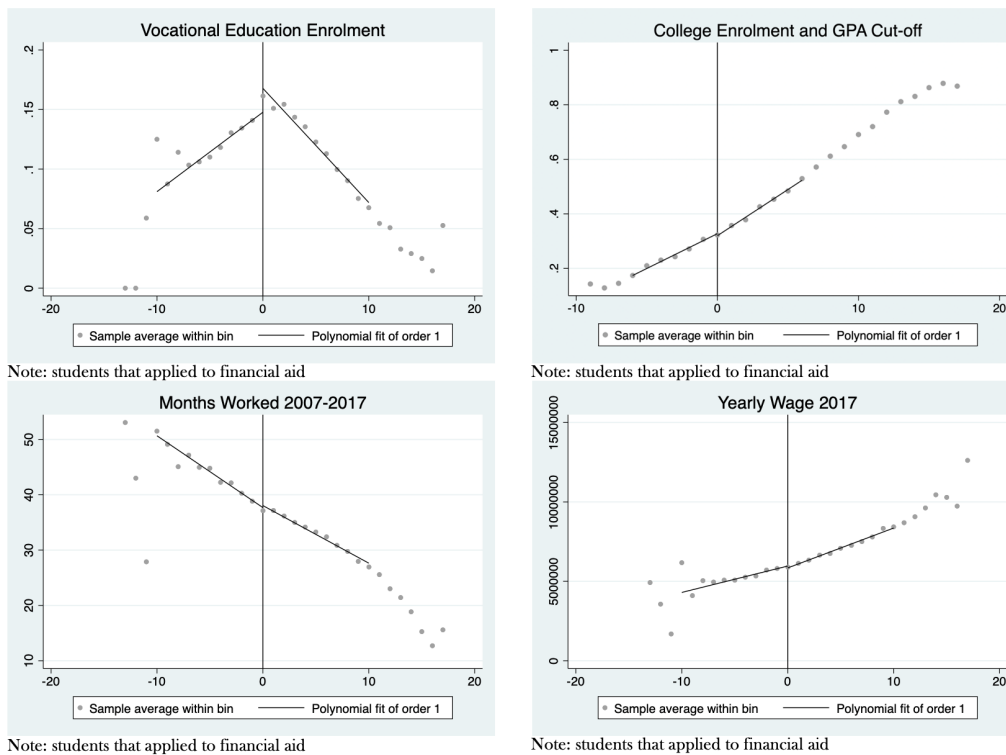 Vocational Education Enrolment
.2
.15
.1
.05
0
-20 -10 0 10 20
Sample average within bin Polynomial fit of order 1
Note: students that applied to financial aid
College Enrolment and GPA Cut-off
1
.8
.6
.4
.2
-20 -10 0 10 20
Sample average within bin Polynomial fit of order 1
Note: students that applied to financial aid
Months Worked 2007-2017
50
40
30
20
10
-20 -10 0 10 20
Sample average within bin Polynomial fit of order 1
Note: students that applied to financial aid
Yearly Wage 2017
15000000
10000000
5000000
0
-20 -10 0 10 20
Sample average within bin Polynomial fit of order 1
Note: students that applied to financial aid